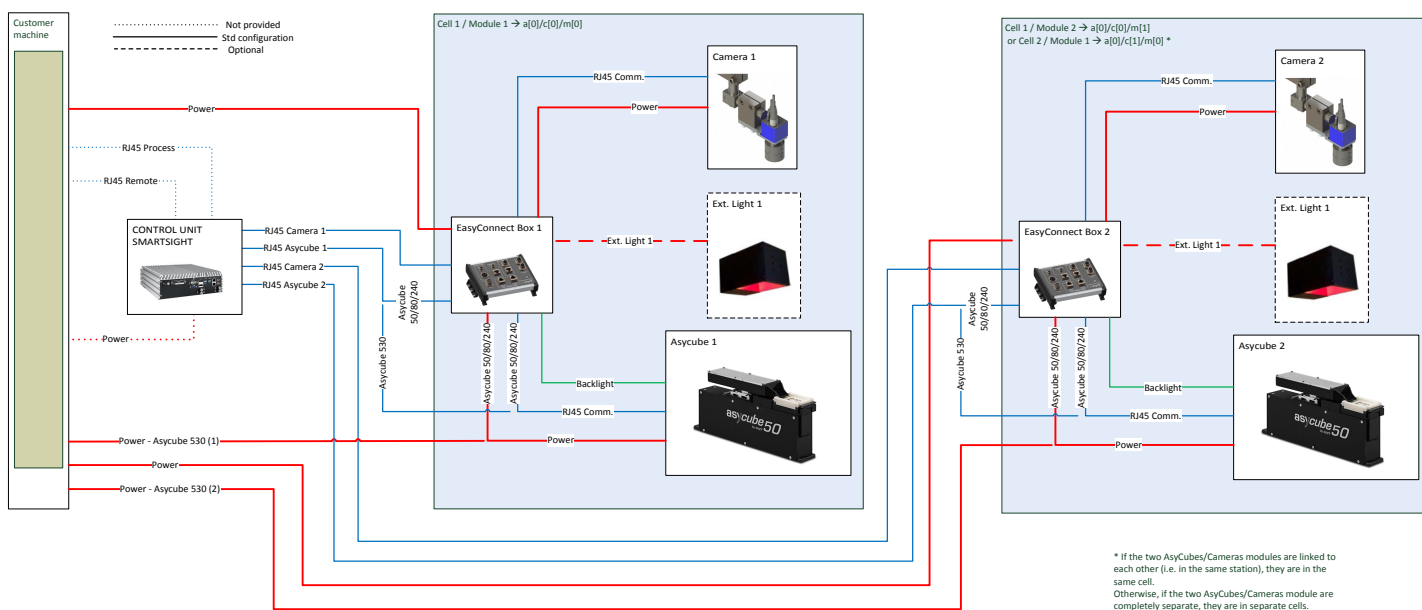 Customer
machine
Not provided
Std configuration
Optional
Power
RJ45 Process
RJ45 Remote
CONTROL UNIT
SMARTSIGHT
RJ45 Camera 1
RJ45 Asycube 1
RJ45 Camera 2
RJ45 Asycube 2
Power
Power - Asycube 530 (1)
Power
Power - Asycube 530 (2)
Cell 1 / Module 1 → a[0]/c[0]/m[0]
Camera 1
RJ45 Comm.
Power
EasyConnect Box 1
Ext. Light 1
Ext. Light 1
Asycube
50/80/240
Asycube 530
Asycube 50/80/240
Asycube 50/80/240
Asycube 1
Backlight
RJ45 Comm.
Power
asycube50
Cell 1 / Module 2 → a[0]/c[0]/m[1]
or Cell 2 / Module 1 → a[0]/c[1]/m[0] *
Camera 2
RJ45 Comm.
Power
EasyConnect Box 2
Ext. Light 1
Ext. Light 1
Asycube
50/80/240
Asycube 530
Asycube 50/80/240
Asycube 50/80/240
Asycube 2
Backlight
RJ45 Comm.
Power
asycube50
* If the two AsyCubes/Cameras modules are linked to
each other (i.e. in the same station), they are in the
same cell.
Otherwise, if the two AsyCubes/Cameras module are
completely separate, they are in separate cells.